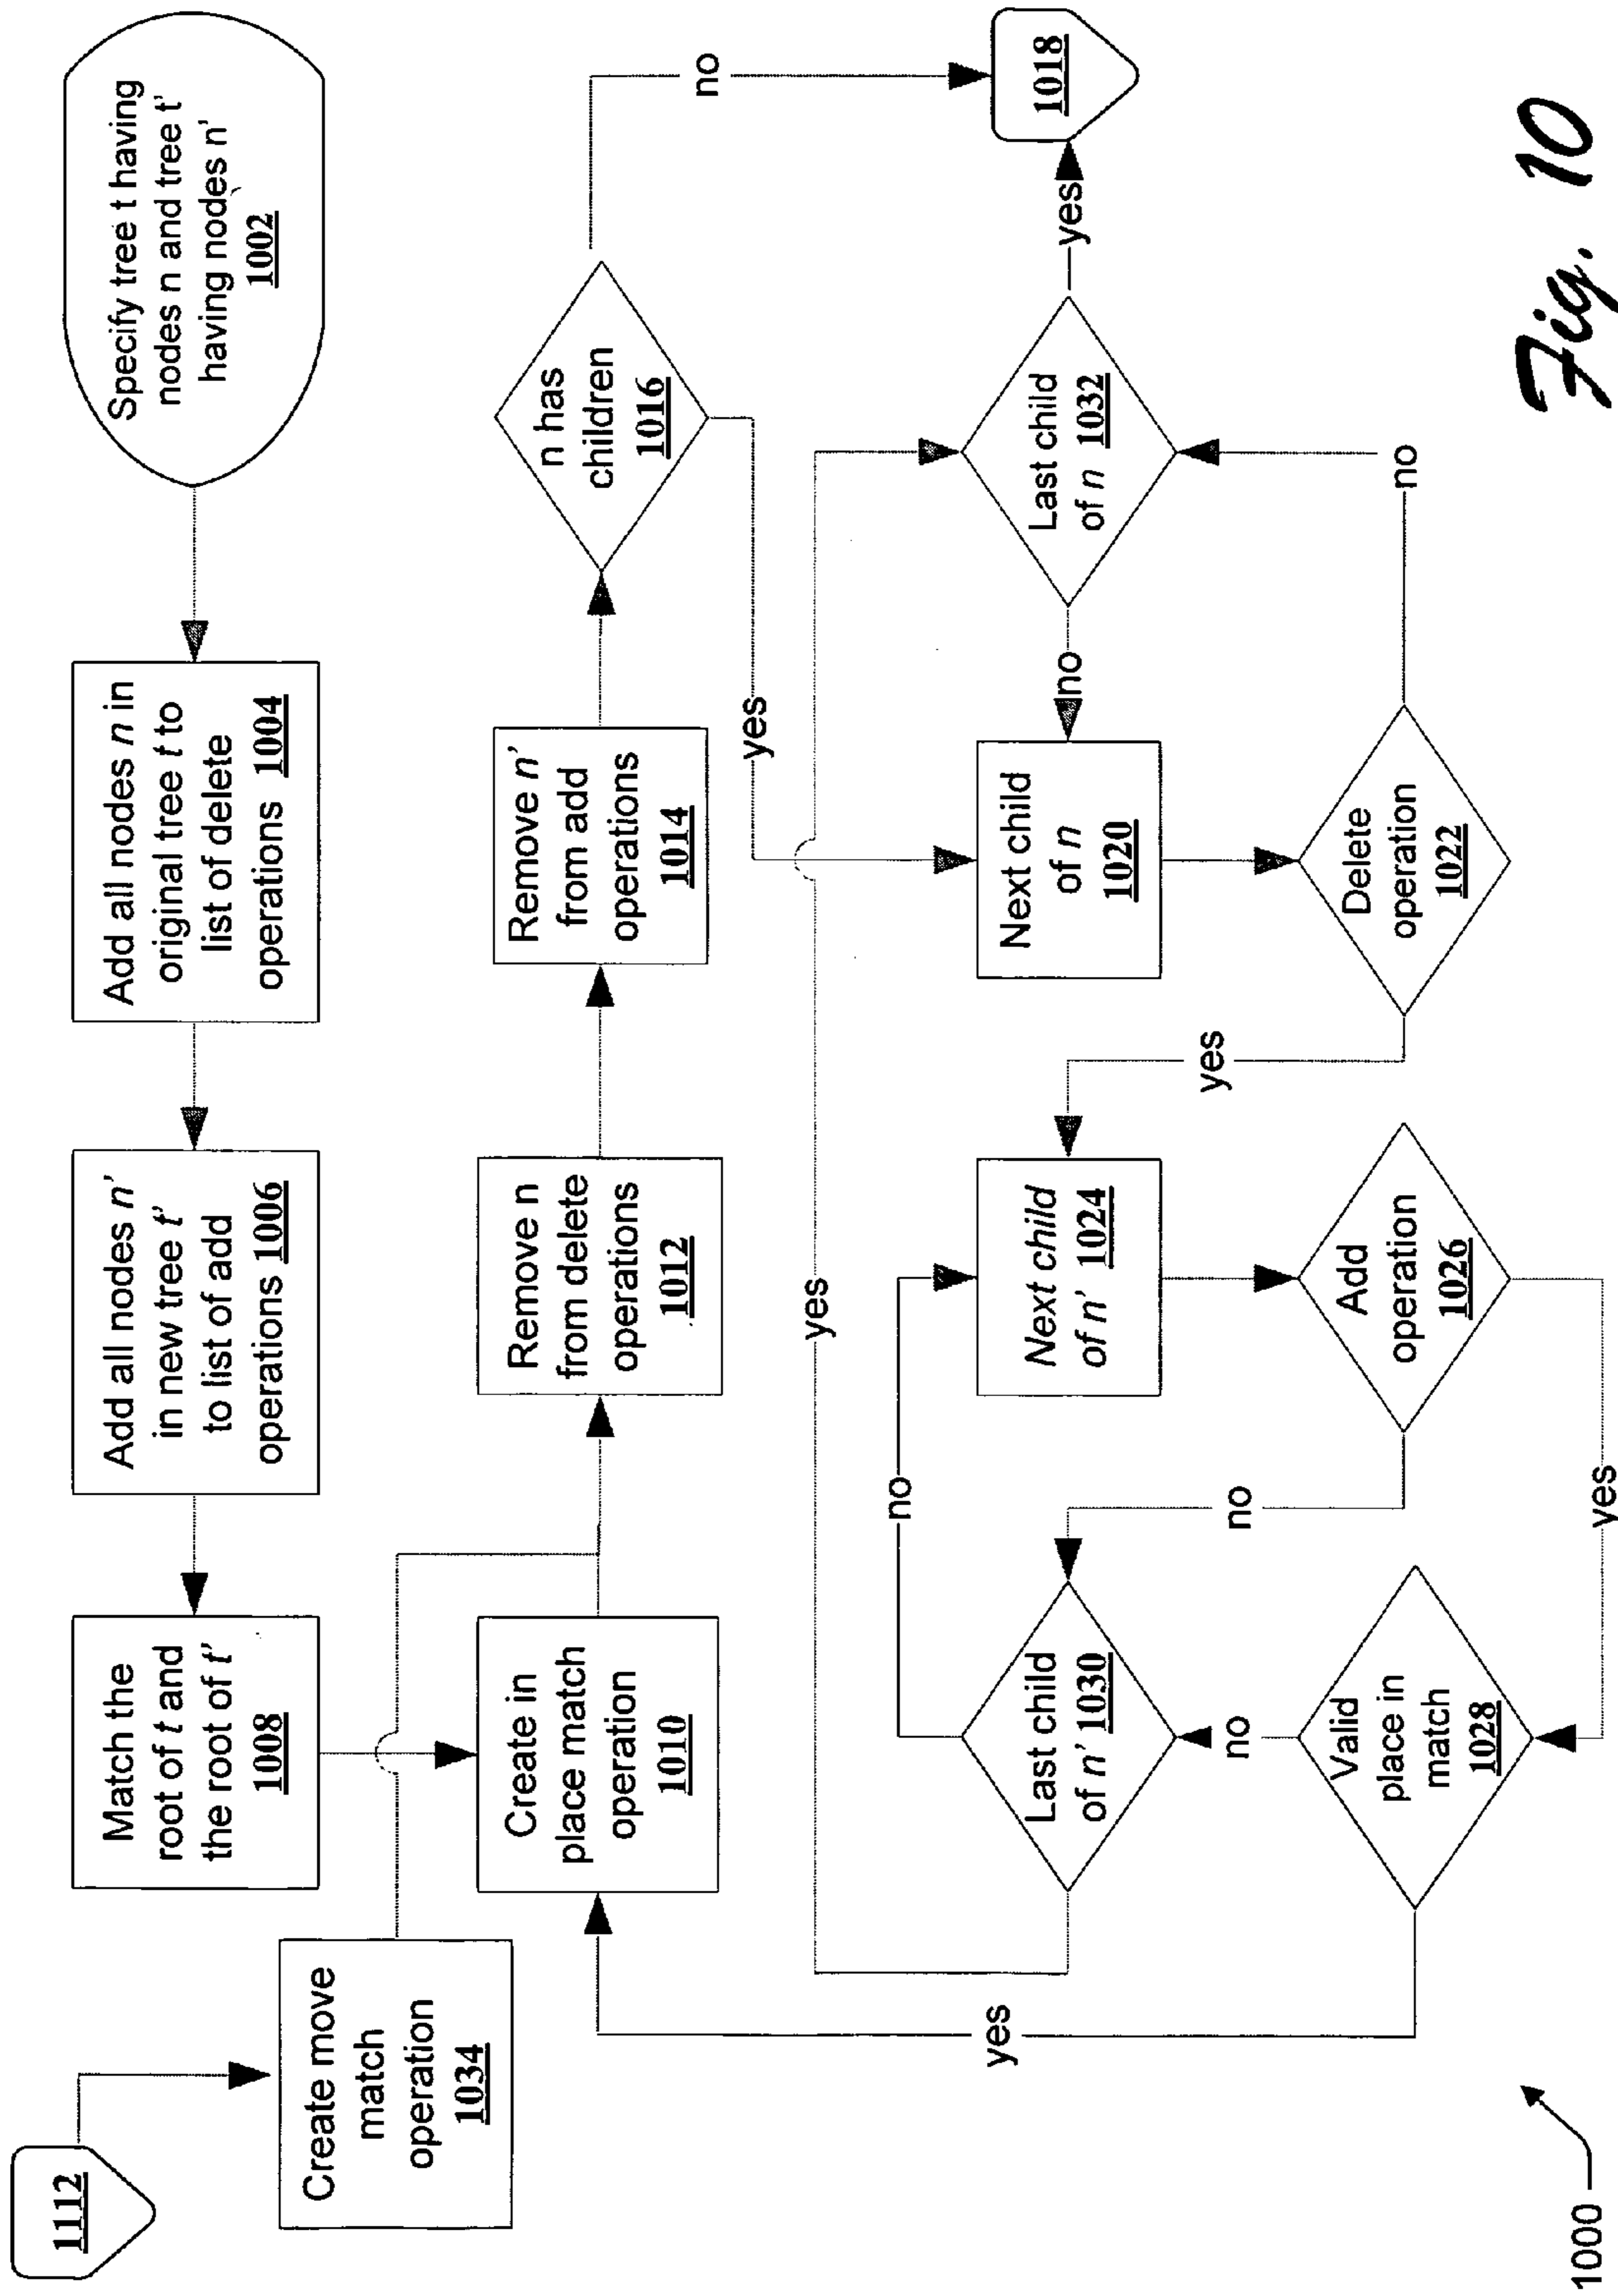 Specify tree t having
nodes n and tree t'
having nodes n'
1002
Add all nodes n in
original tree t to
list of delete
operations 1004
Add all nodes n'
in new tree t'
to list of add
operations 1006
Match the
root of t and
the root of t'
1008
1112
Create move
match
operation
1034
Create in
place match
operation
1010
Remove n
from delete
operations
1012
Remove n'
from add
operations
1014
n has
children
1016
no
yes
1018
yes
Last child
of n 1032
no
Next child
of n
1020
no
Delete
operation
1022
yes
yes
Next child
of n' 1024
Add
operation
1026
no
no
yes
Last child
of n' 1030
no
Valid
place in
match
1028
yes
1000
Fig. 10